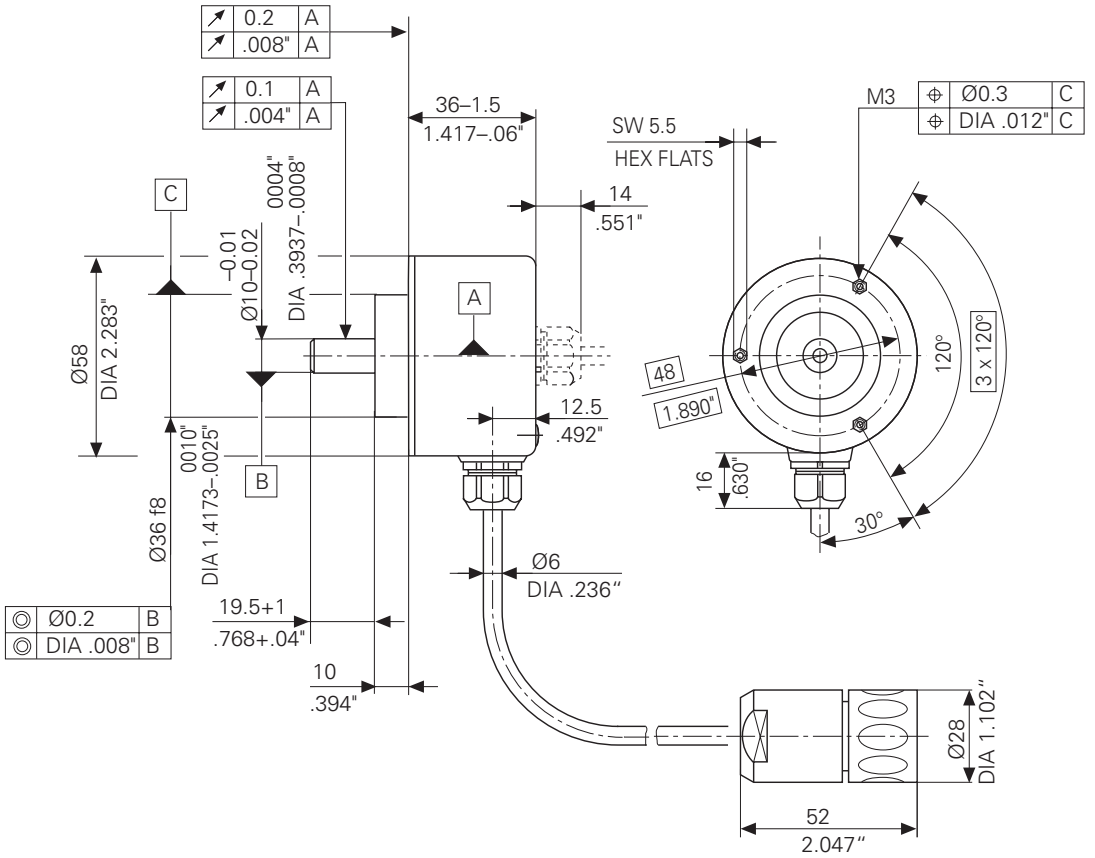 ↗ 0.2 A
↗ .008" A
↗ 0.1 A
↗ .004" A
36–1.5
1.417–.06"
M3
⌖ Ø0.3 C
⌖ DIA .012" C
SW 5.5
HEX FLATS
14
.551"
C
–0.01
Ø10–0.02
0004"
DIA .3937–.0008"
A
Ø58
DIA 2.283"
120°
3 x 120°
48
1.890"
12.5
.492"
B
Ø36 f8
0010"
DIA 1.4173–.0025"
16
.630"
30°
Ø6
DIA .236“
19.5+1
.768+.04"
◎ Ø0.2 B
◎ DIA .008" B
10
.394"
Ø28
DIA 1.102“
52
2.047“